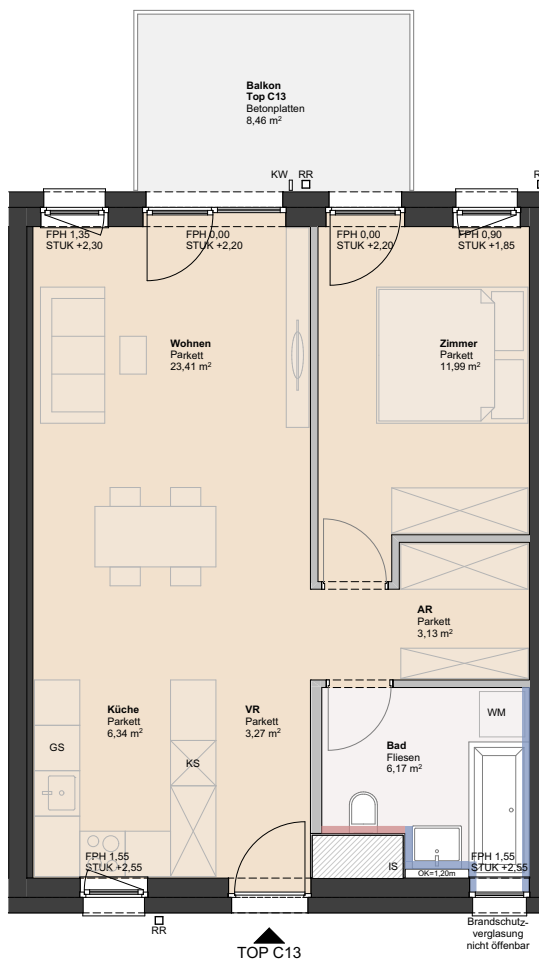 Balkon
Top C13
Betonplatten
8,46 m²
KW
RR
R
FPH 1,35
STUK +2,30
FPH 0,00
STUK +2,20
FPH 0,00
STUK +2,20
FPH 0,90
STUK +1,85
Wohnen
Parkett
23,41 m²
Zimmer
Parkett
11,99 m²
AR
Parkett
3,13 m²
Küche
Parkett
6,34 m²
VR
Parkett
3,27 m²
WM
GS
KS
Bad
Fliesen
6,17 m²
FPH 1,55
STUK +2,55
IS
OK=1,20m
FPH 1,55
STUK +2,55
RR
TOP C13
Brandschutz-
verglasung
nicht öffenbar